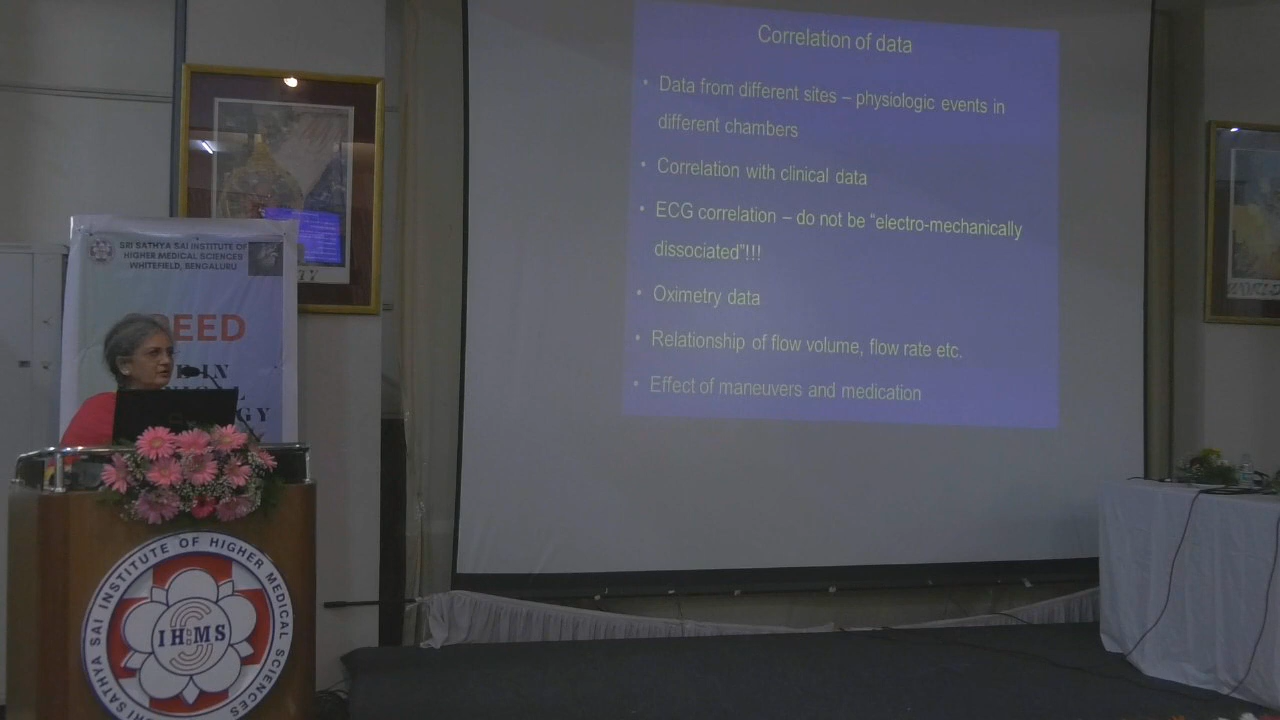 Correlation of data
• Data from different sites – physiologic events in
different chambers
• Correlation with clinical data
• ECG correlation – do not be “electro-mechanically
dissociated”!!!
• Oximetry data
• Relationship of flow volume, flow rate etc.
• Effect of maneuvers and medication
SRI SATHYA SAI INSTITUTE OF
HIGHER MEDICAL SCIENCES
WHITEFIELD, BENGALURU
EED
IN
L
GY
SRI SATHYA SAI INSTITUTE OF HIGHER MEDICAL SCIENCES
IHMS